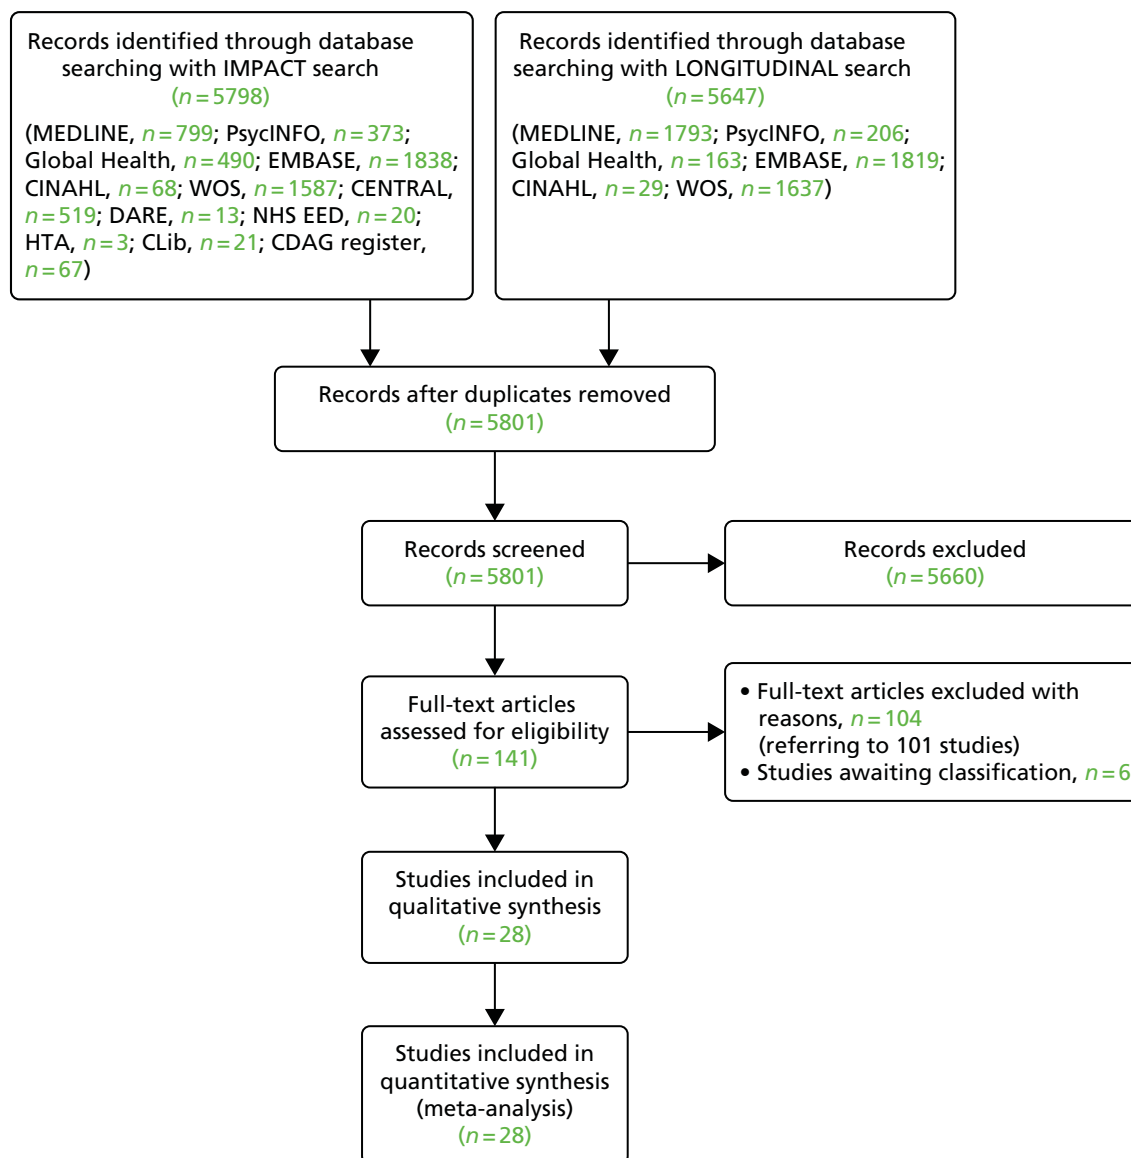 Records identified through database
searching with IMPACT search
(n=5798)
(MEDLINE, n=799; PsycINFO, n=373;
Global Health, n=490; EMBASE, n=1838;
CINAHL, n=68; WOS, n=1587; CENTRAL,
n=519; DARE, n=13; NHS EED, n=20;
HTA, n=3; CLib, n=21; CDAG register,
n=67)
Records identified through database
searching with LONGITUDINAL search
(n=5647)
(MEDLINE, n=1793; PsycINFO, n=206;
Global Health, n=163; EMBASE, n=1819;
CINAHL, n=29; WOS, n=1637)
Records after duplicates removed
(n=5801)
Records screened
(n=5801)
Records excluded
(n=5660)
Full-text articles
assessed for eligibility
(n=141)
• Full-text articles excluded with
reasons, n=104
(referring to 101 studies)
• Studies awaiting classification, n=6
Studies included in
qualitative synthesis
(n=28)
Studies included in
quantitative synthesis
(meta-analysis)
(n=28)